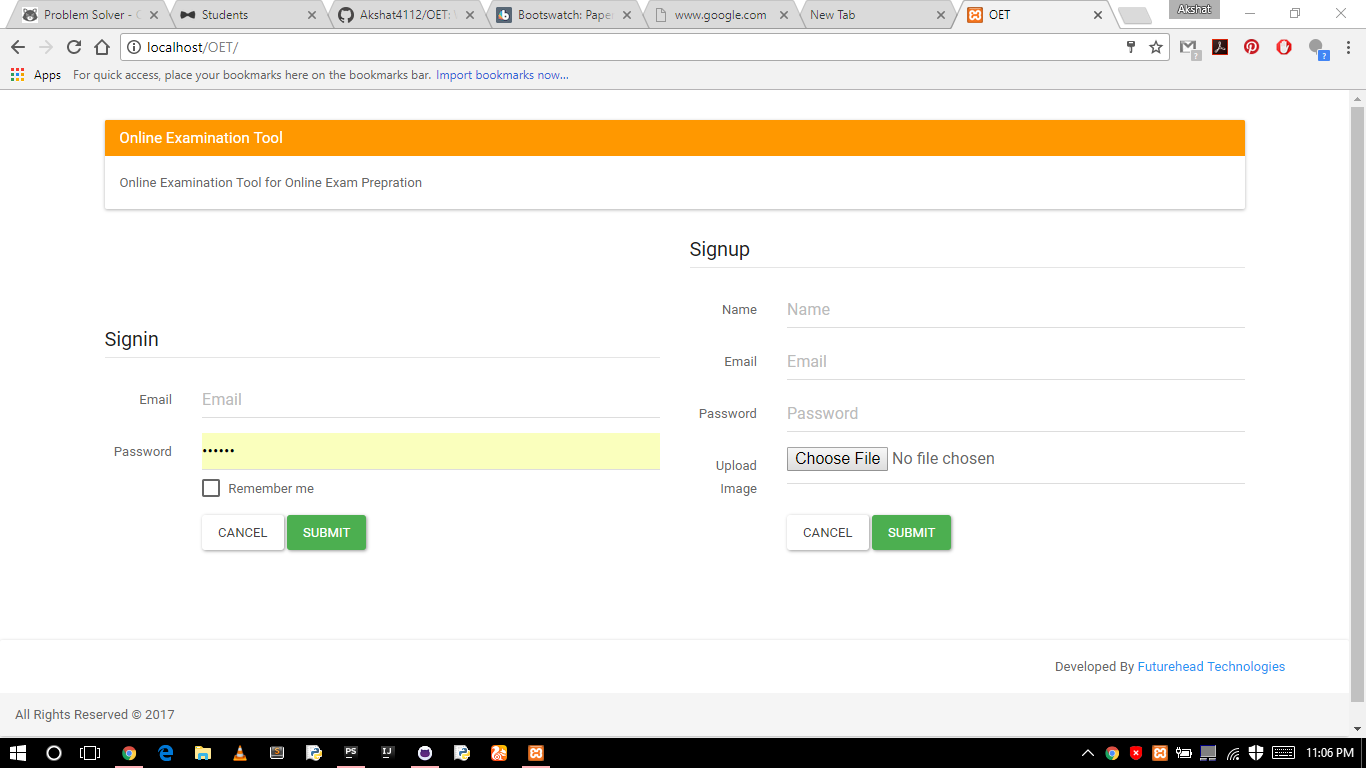 Problem Solver - C
Students
Akshat4112/OET: V
Bootswatch: Paper
www.google.com
New Tab
OET
Akshat
localhost/OET/
Apps
For quick access, place your bookmarks here on the bookmarks bar. Import bookmarks now...
Online Examination Tool
Online Examination Tool for Online Exam Prepration
Signin
Email
Email
Password
••••••
Remember me
CANCEL
SUBMIT
Signup
Name
Name
Email
Email
Password
Password
Upload
Image
Choose File No file chosen
CANCEL
SUBMIT
Developed By Futurehead Technologies
All Rights Reserved © 2017
PS
IJ
11:06 PM